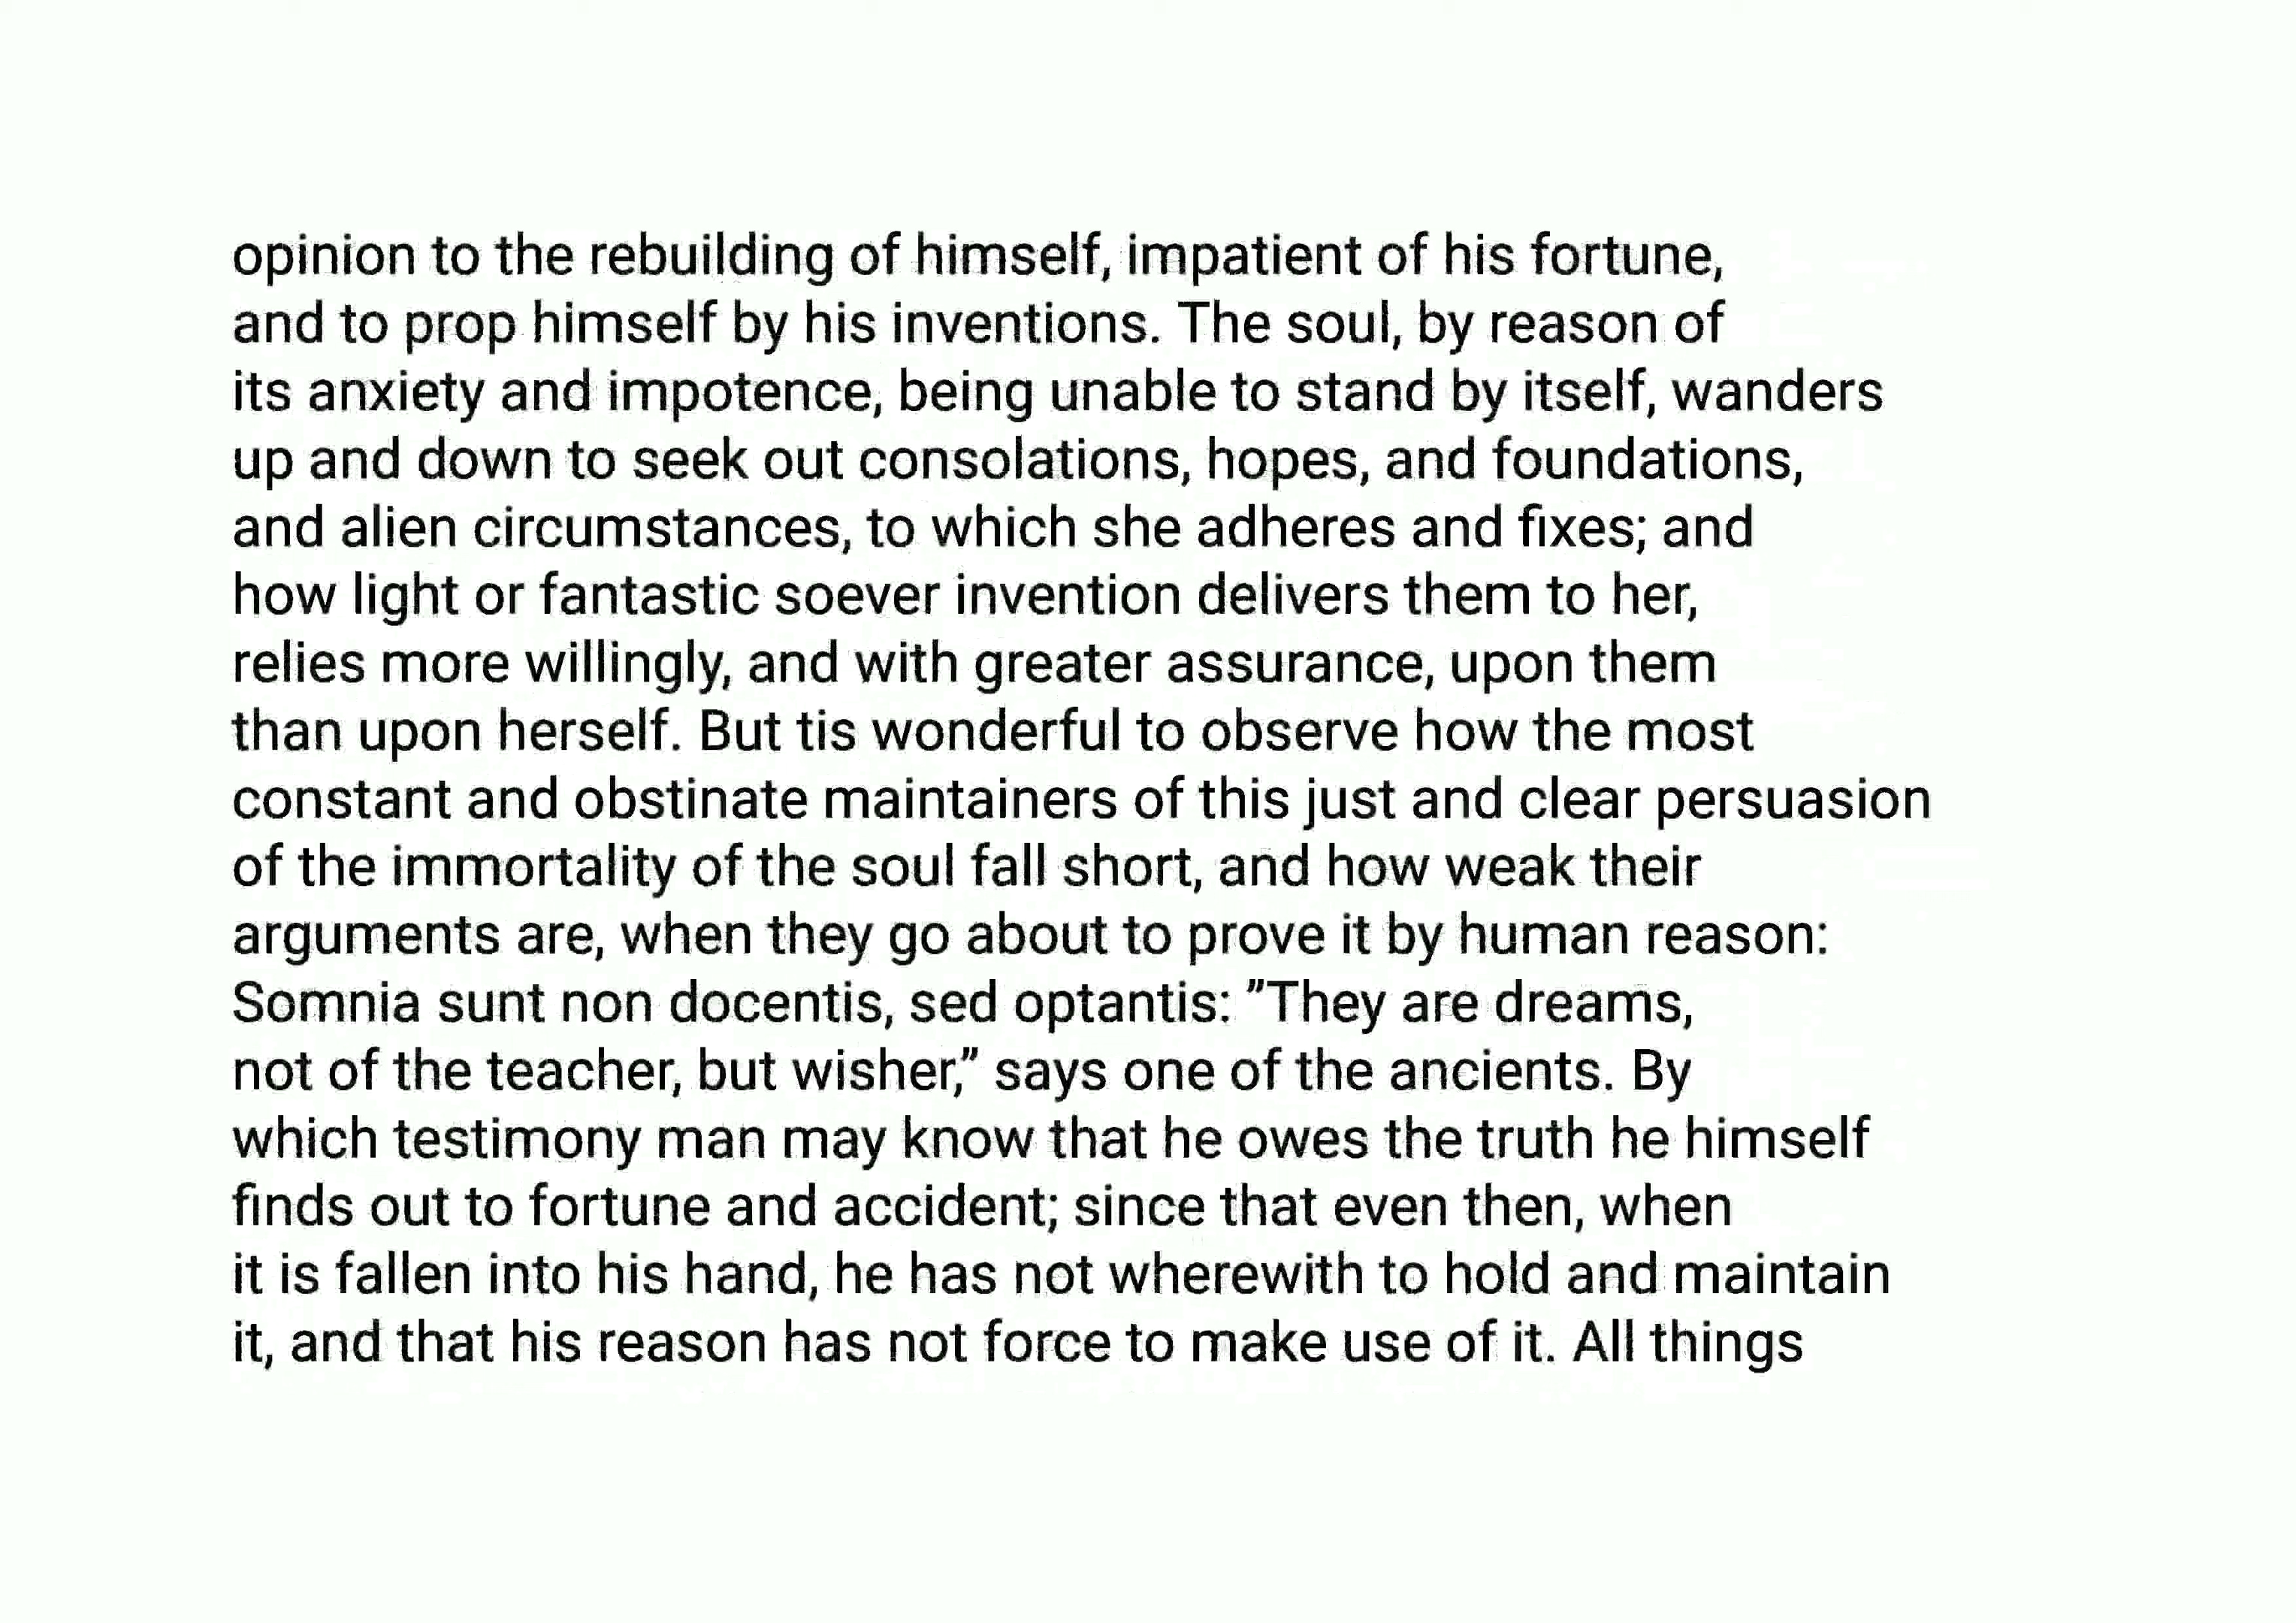 opinion to the rebuilding of himself, impatient of his fortune,
and to prop himself by his inventions. The soul, by reason of
its anxiety and impotence, being unable to stand by itself, wanders
up and down to seek out consolations, hopes, and foundations,
and alien circumstances, to which she adheres and fixes; and
how light or fantastic soever invention delivers them to her,
relies more willingly, and with greater assurance, upon them
than upon herself. But tis wonderful to observe how the most
constant and obstinate maintainers of this just and clear persuasion
of the immortality of the soul fall short, and how weak their
arguments are, when they go about to prove it by human reason:
Somnia sunt non docentis, sed optantis: ”They are dreams,
not of the teacher, but wisher,” says one of the ancients. By
which testimony man may know that he owes the truth he himself
finds out to fortune and accident; since that even then, when
it is fallen into his hand, he has not wherewith to hold and maintain
it, and that his reason has not force to make use of it. All things